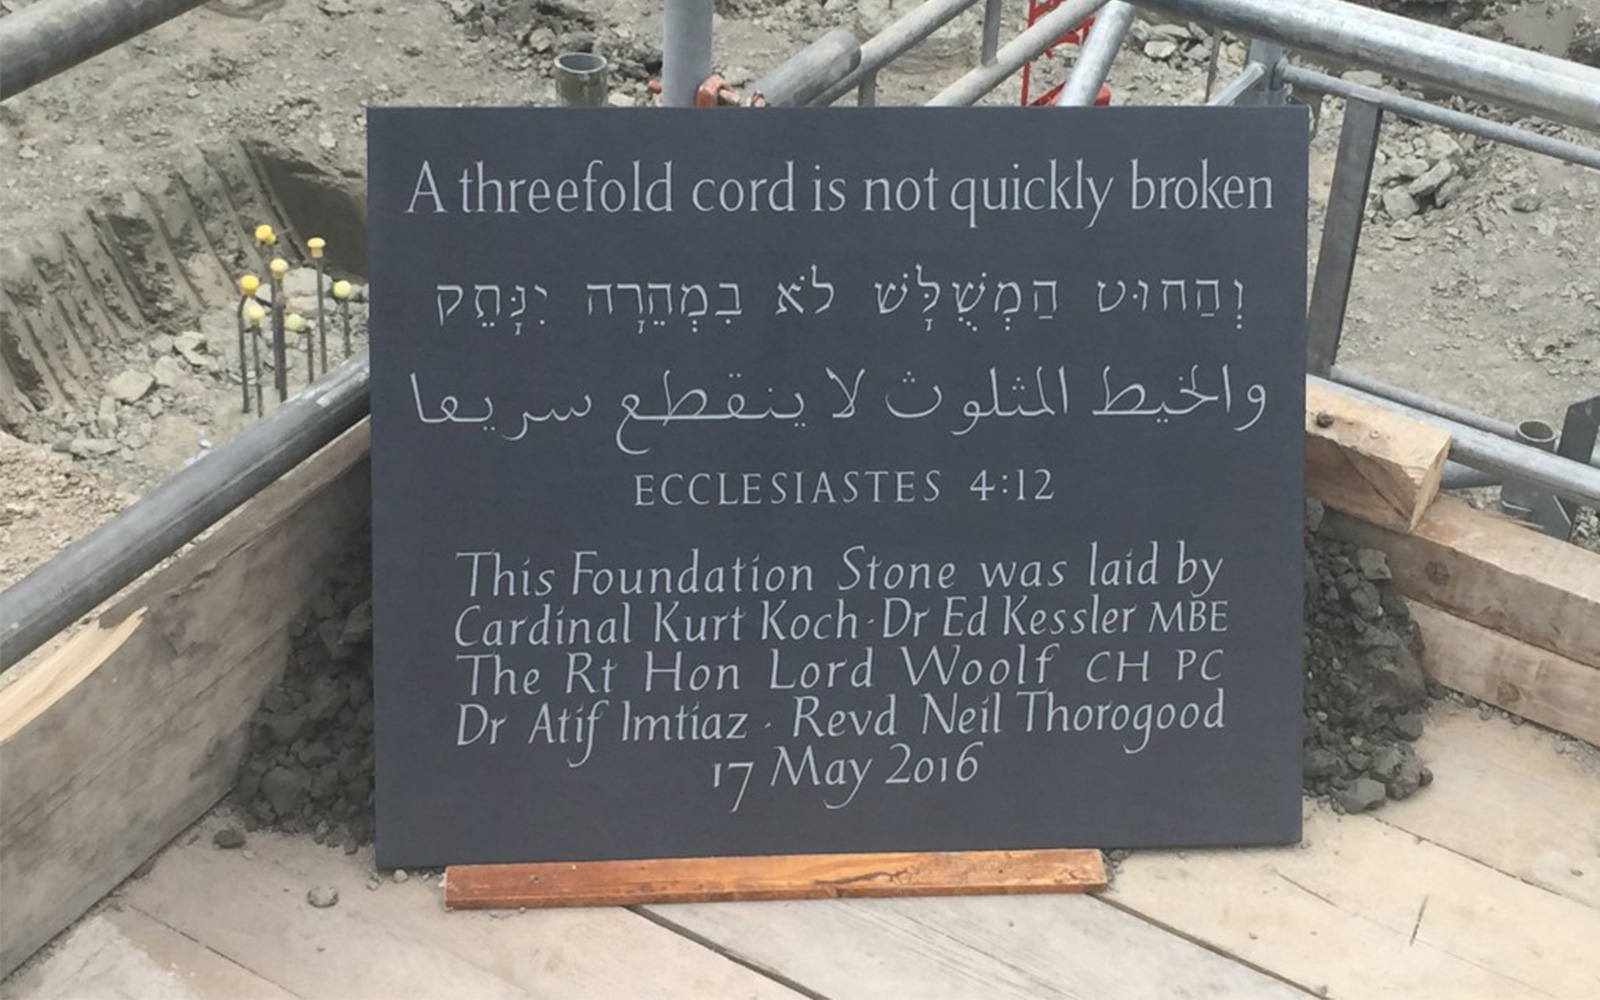 A threefold cord is not quickly broken
וְהַחוּט הַמְשֻׁלָּשׁ לֹא בִמְהֵרָה יִנָּתֵק
والخيط المثلوث لا ينقطع سريعا
ECCLESIASTES 4:12
This Foundation Stone was laid by
Cardinal Kurt Koch · Dr Ed Kessler MBE
The Rt Hon Lord Woolf CH PC
Dr Atif Imtiaz · Revd Neil Thorogood
17 May 2016